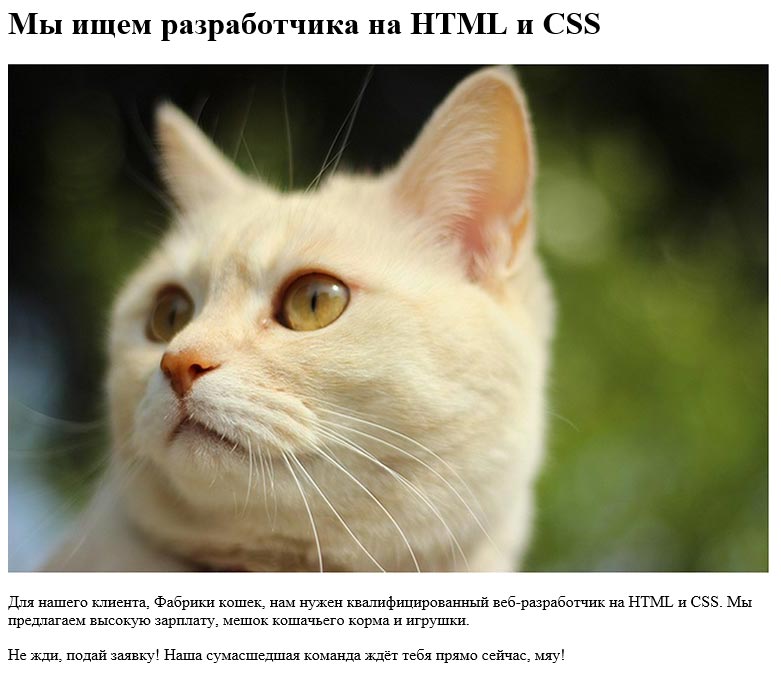 Мы ищем разработчика на HTML и CSS
Для нашего клиента, Фабрики кошек, нам нужен квалифицированный веб-разработчик на HTML и CSS. Мы
предлагаем высокую зарплату, мешок кошачьего корма и игрушки.
Не жди, подай заявку! Наша сумасшедшая команда ждёт тебя прямо сейчас, мяу!